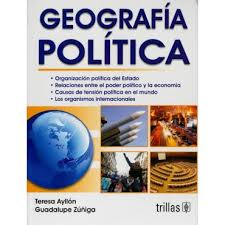 GEOGRAFÍA
POLÍTICA
• Organización política del Estado
• Relaciones entre el poder político y la economía
• Causas de tensión política en el mundo
• Los organismos internacionales
Teresa Ayllón
Guadalupe Zúñiga
trillas